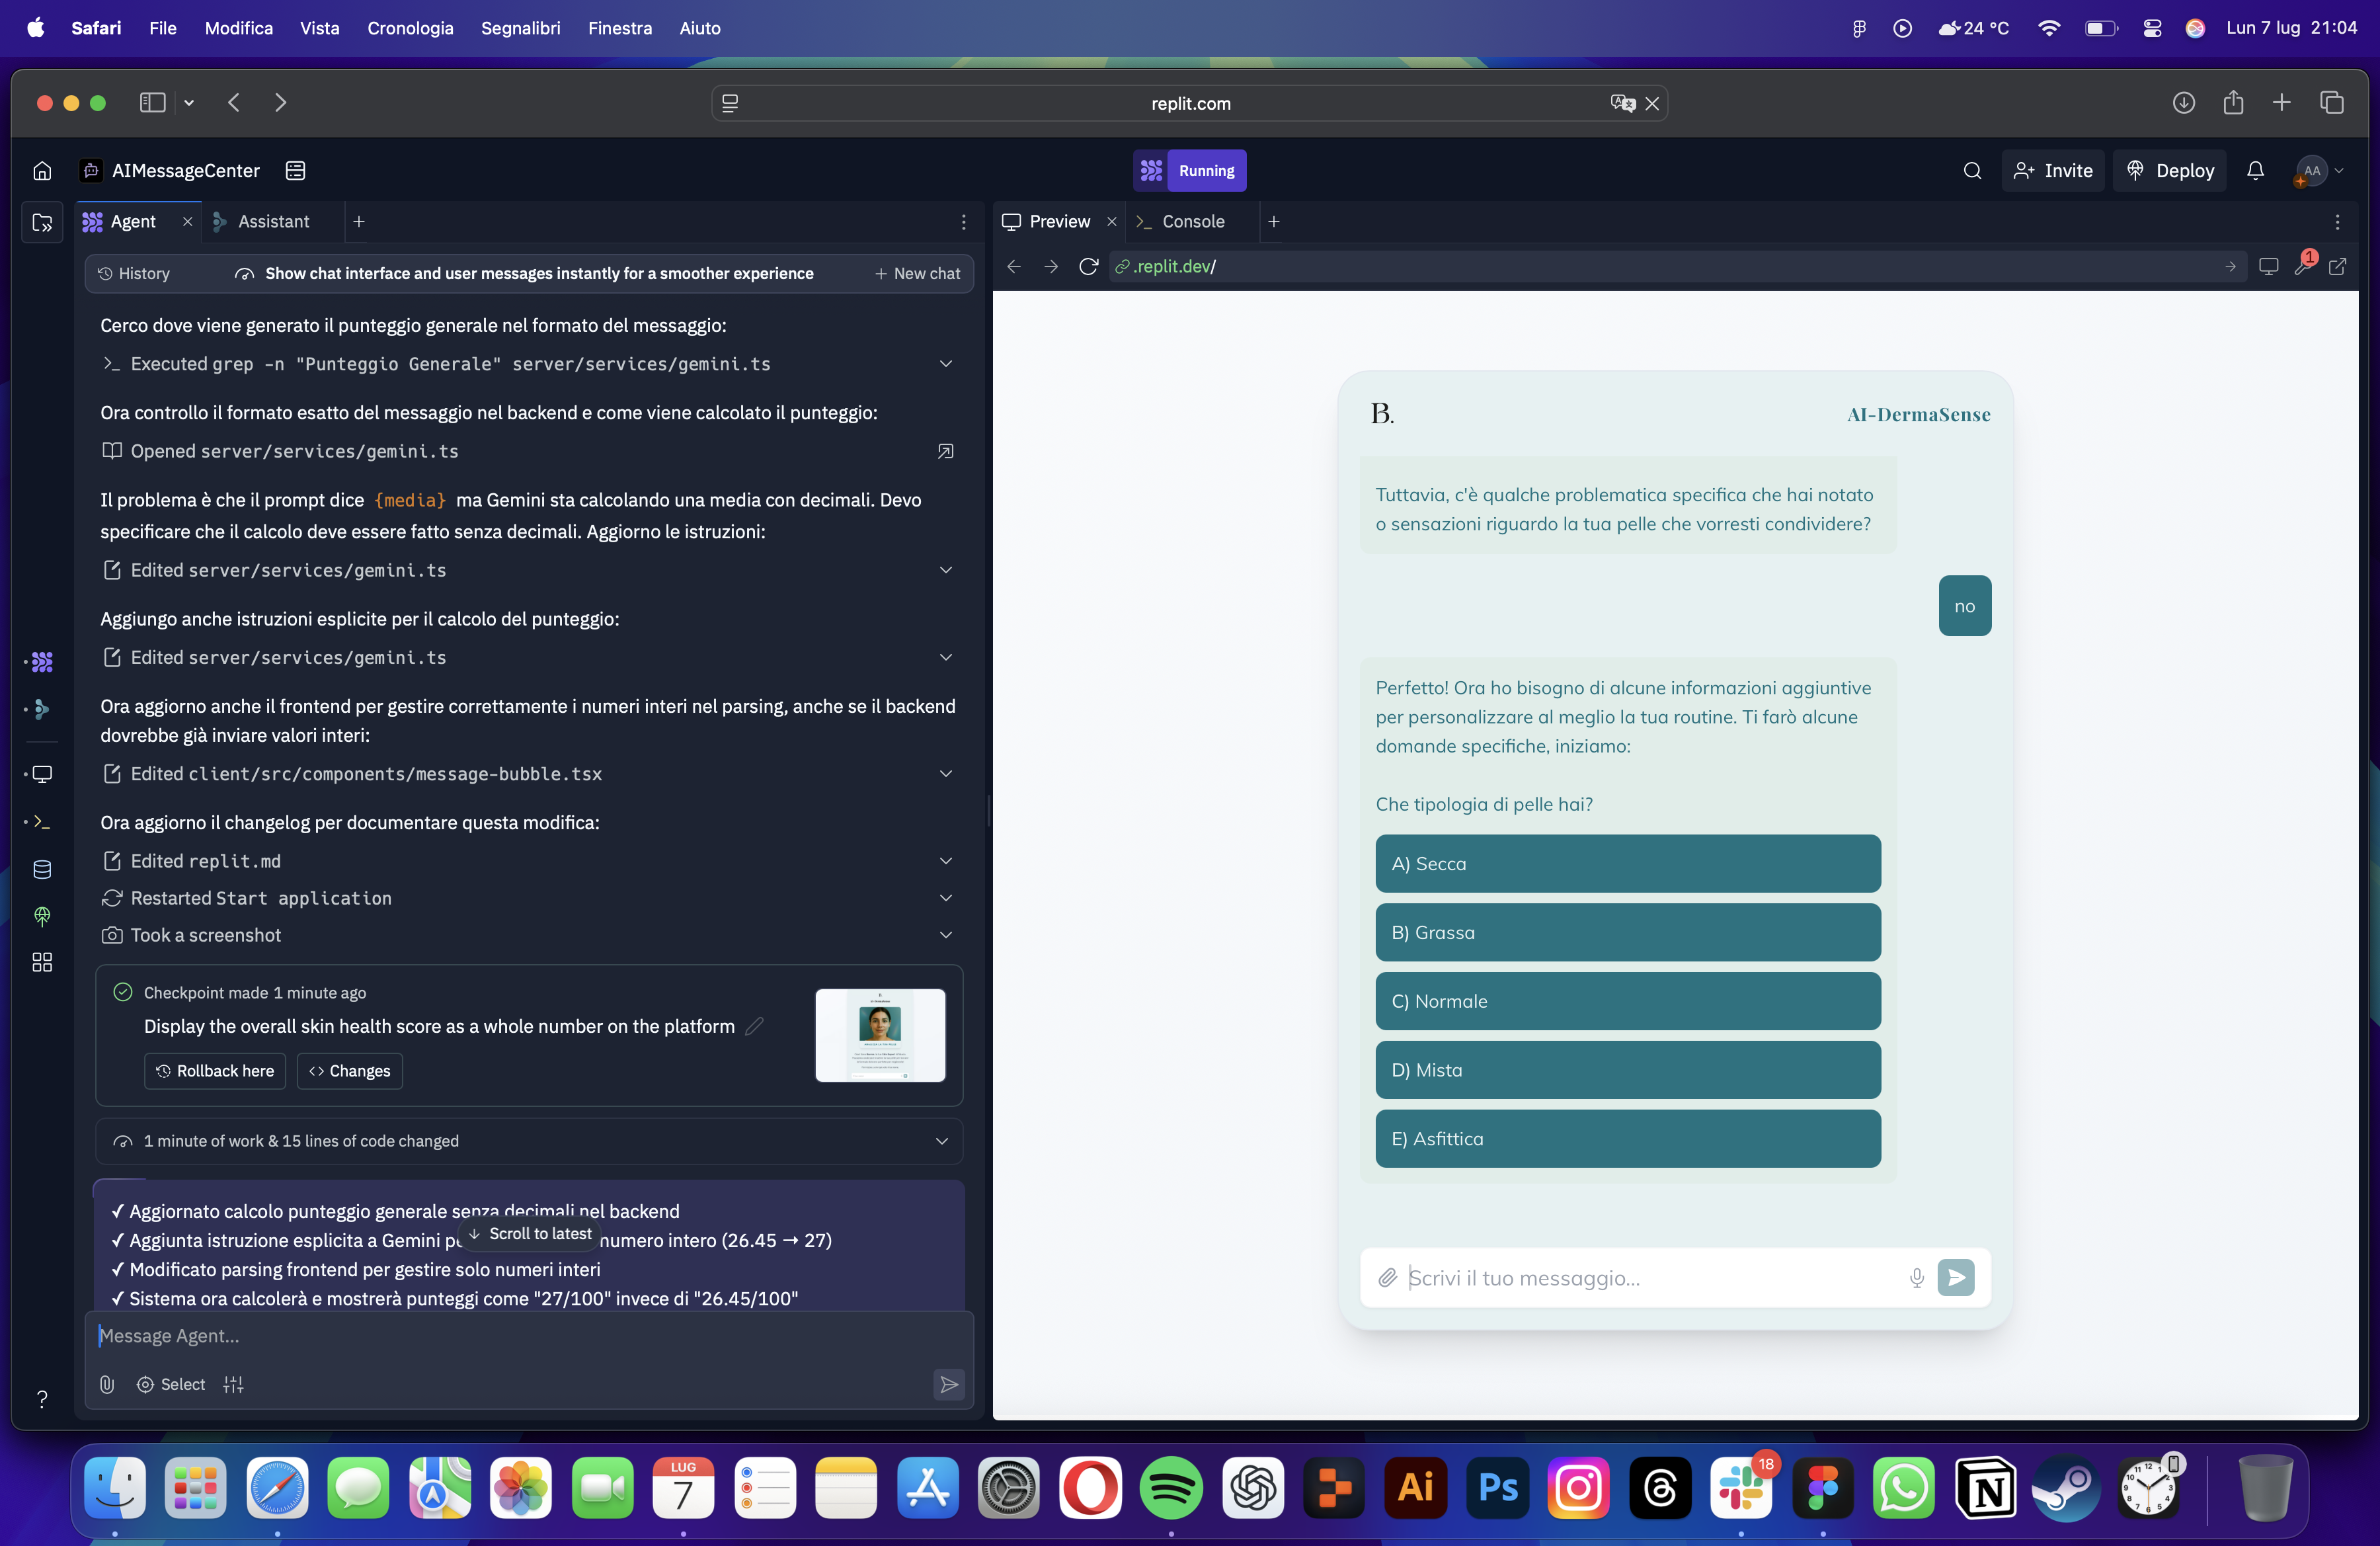 Safari File Modifica Vista Cronologia Segnalibri Finestra Aiuto
24 °C Lun 7 lug 21:04
replit.com
AIMessageCenter
Running
Invite
Deploy
AA
Agent
Assistant
Preview
Console
History
Show chat interface and user messages instantly for a smoother experience
New chat
.replit.dev/
1
Cerco dove viene generato il punteggio generale nel formato del messaggio:
Executed grep -n "Punteggio Generale" server/services/gemini.ts
Ora controllo il formato esatto del messaggio nel backend e come viene calcolato il punteggio:
Opened server/services/gemini.ts
Il problema è che il prompt dice {media} ma Gemini sta calcolando una media con decimali. Devo
specificare che il calcolo deve essere fatto senza decimali. Aggiorno le istruzioni:
Edited server/services/gemini.ts
Aggiungo anche istruzioni esplicite per il calcolo del punteggio:
Edited server/services/gemini.ts
Ora aggiorno anche il frontend per gestire correttamente i numeri interi nel parsing, anche se il backend
dovrebbe già inviare valori interi:
Edited client/src/components/message-bubble.tsx
Ora aggiorno il changelog per documentare questa modifica:
Edited replit.md
Restarted Start application
Took a screenshot
Checkpoint made 1 minute ago
Display the overall skin health score as a whole number on the platform
Rollback here
Changes
1 minute of work & 15 lines of code changed
✓ Aggiornato calcolo punteggio generale senza decimali nel backend
✓ Aggiunta istruzione esplicita a Gemini numero intero (26.45 → 27)
Scroll to latest
✓ Modificato parsing frontend per gestire solo numeri interi
✓ Sistema ora calcolerà e mostrerà punteggi come "27/100" invece di "26.45/100"
Message Agent...
Select
B.
AI-DermaSense
Tuttavia, c'è qualche problematica specifica che hai notato
o sensazioni riguardo la tua pelle che vorresti condividere?
no
Perfetto! Ora ho bisogno di alcune informazioni aggiuntive
per personalizzare al meglio la tua routine. Ti farò alcune
domande specifiche, iniziamo:
Che tipologia di pelle hai?
A) Secca
B) Grassa
C) Normale
D) Mista
E) Asfittica
Scrivi il tuo messaggio...
LUG
7
Ai
Ps
18